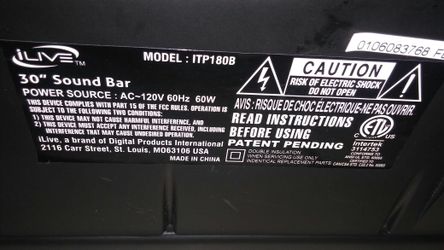 iLIVE™
MODEL: ITP180B
30" Sound Bar
POWER SOURCE : AC~120V 60Hz 60W
THIS DEVICE COMPLIES WITH PART 15 OF THE FCC RULES. OPERATION IS
SUBJECT TO THE FOLLOWING TWO CONDITIONS:
(1) THIS DEVICE MAY NOT CAUSE HARMFUL INTERFERENCE, AND
(2) THIS DEVICE MUST ACCEPT ANY INTERFERENCE RECEIVED, INCLUDING
INTERFERENCE THAT MAY CAUSE UNDESIRED OPERATION.
iLive, a brand of Digital Products International
2116 Carr Street, St. Louis, MO63106 USA
MADE IN CHINA
0106083768
CAUTION
RISK OF ELECTRIC SHOCK
DO NOT OPEN
AVIS : RISQUE DE CHOC ÉLECTRIQUE-NE PAS OUVRIR.
READ INSTRUCTIONS
BEFORE USING
PATENT PENDING
DOUBLE INSULATION
WHEN SERVICING USE ONLY
IDENTICAL REPLACEMENT PARTS.
ETL
C US
Intertek
3114753